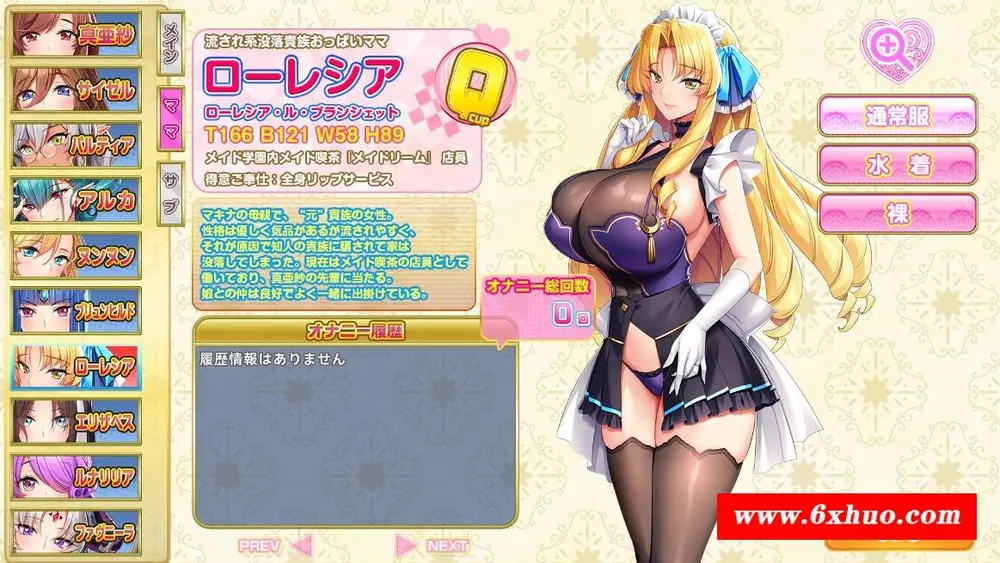 真亜紗
サイゼル
パルティア
アルカ
ヌンヌン
ブリュンヒルド
ローレシア
エリザベス
ルナリリア
ファヴニーラ
メイン
ママ
サブ
流され系没落貴族おっぱいママ
ローレシア
ローレシア・ル・ブランシェット
T166 B121 W58 H89
メイド学園内メイド喫茶『メイドリーム』 店員
得意ご奉仕：全身リップサービス
Q
cup
マキナの母親で、“元”貴族の女性。
性格は優しく気品があるが流されやすく、
それが原因で知人の貴族に騙されて家は
没落してしまった。現在はメイド喫茶の店員として
働いており、真亜紗の先輩に当たる。
娘との仲は良好でよく一緒に出掛けている。
オナニー総回数
0回
オナニー履歴
履歴情報はありません
PREV
NEXT
通常服
水着
裸
www.6xhuo.com